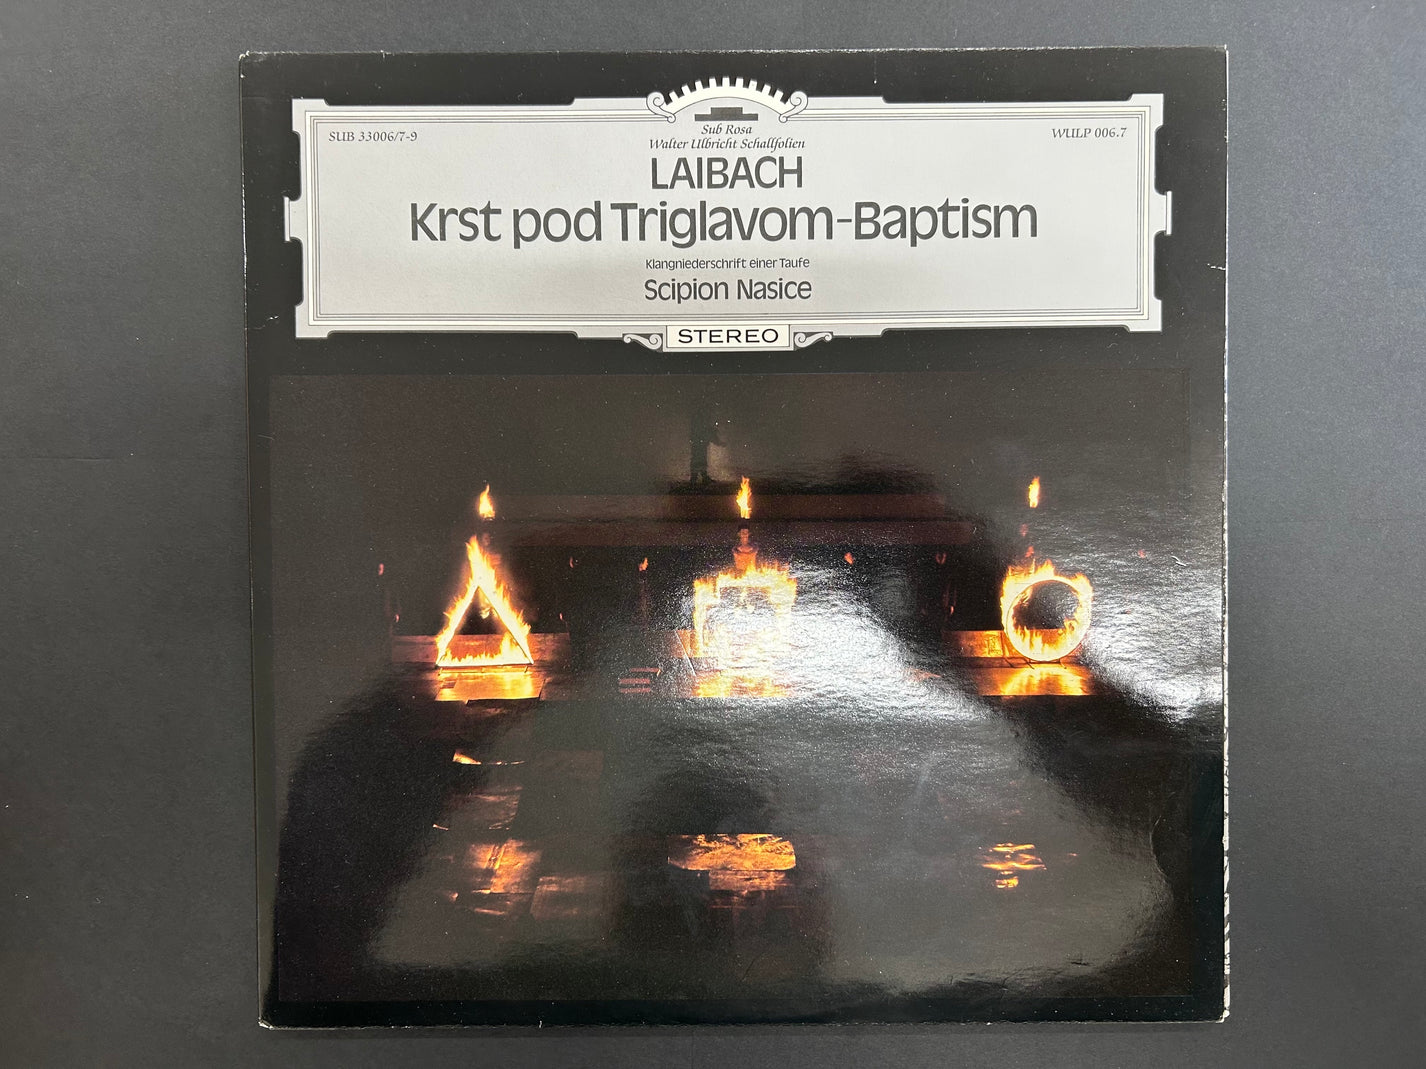 SUB 33006/7-9
WULP 006.7
Sub Rosa
Walter Ulbricht Schallfolien
LAIBACH
Krst pod Triglavom-Baptism
Klangniederschrift einer Taufe
Scipion Nasice
STEREO